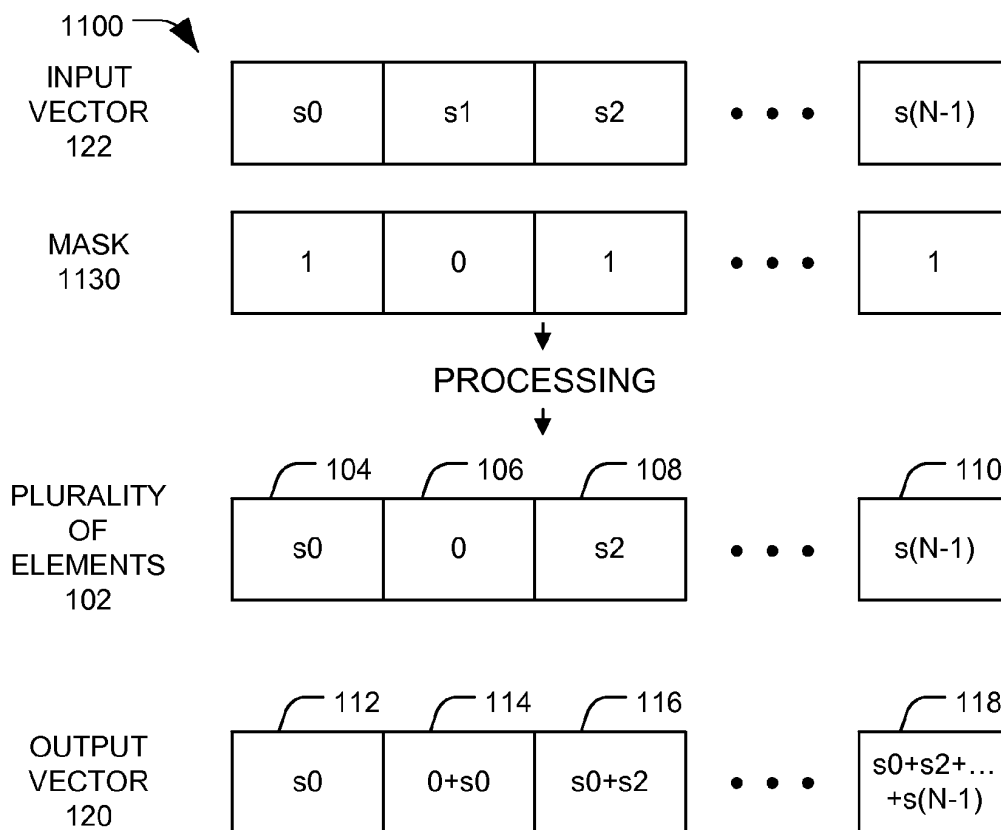 1100
INPUT
VECTOR
122
s0 s1 s2 • • • s(N-1)
MASK
1130
1 0 1 • • • 1
PROCESSING
104 106 108 110
PLURALITY
OF
ELEMENTS
102
s0 0 s2 • • • s(N-1)
112 114 116 118
OUTPUT
VECTOR
120
s0 0+s0 s0+s2 • • • s0+s2+...
+s(N-1)